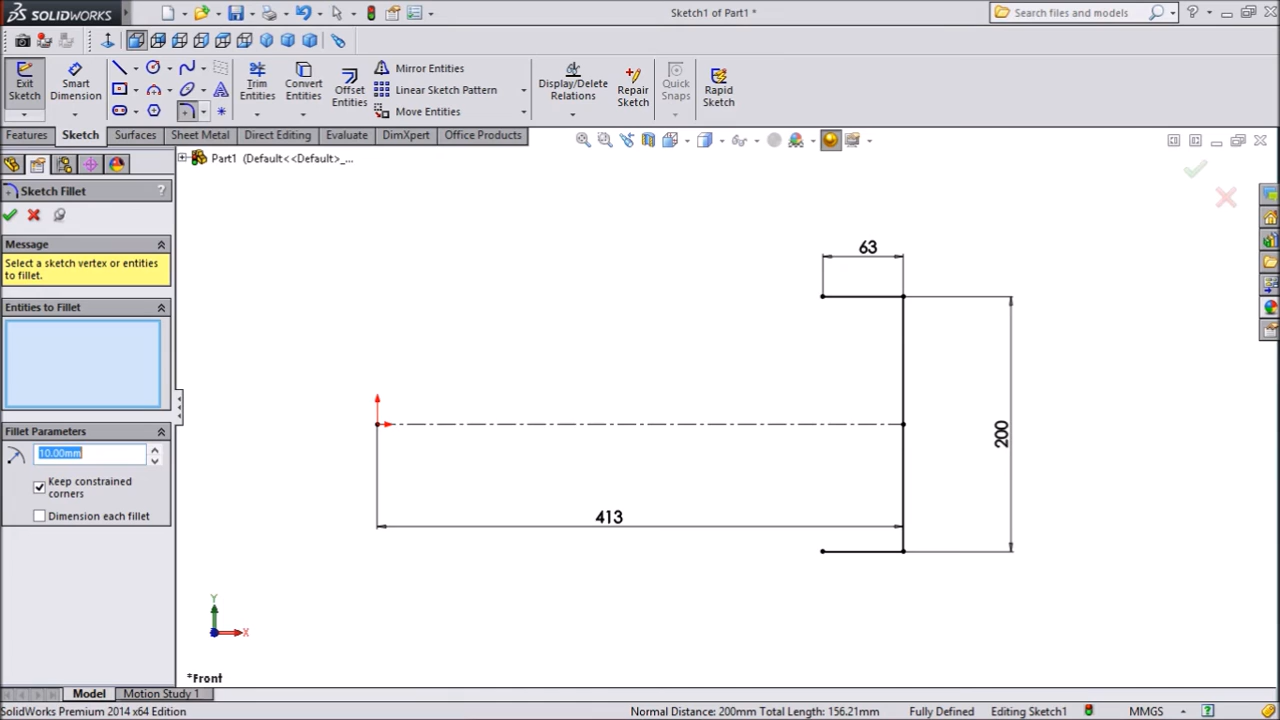 SOLIDWORKS
Sketch1 of Part1 *
Search files and models
Exit
Sketch
Smart
Dimension
Trim
Entities
Convert
Entities
Offset
Entities
Mirror Entities
Linear Sketch Pattern
Move Entities
Display/Delete
Relations
Repair
Sketch
Quick
Snaps
Rapid
Sketch
Features
Sketch
Surfaces
Sheet Metal
Direct Editing
Evaluate
DimXpert
Office Products
Part1 (Default<<Default>_...
Sketch Fillet
?
Message
Select a sketch vertex or entities
to fillet.
Entities to Fillet
Fillet Parameters
10.00mm
Keep constrained
corners
Dimension each fillet
63
200
413
Y
X
*Front
Model
Motion Study 1
SolidWorks Premium 2014 x64 Edition
Normal Distance: 200mm Total Length: 156.21mm
Fully Defined
Editing Sketch1
MMGS
?